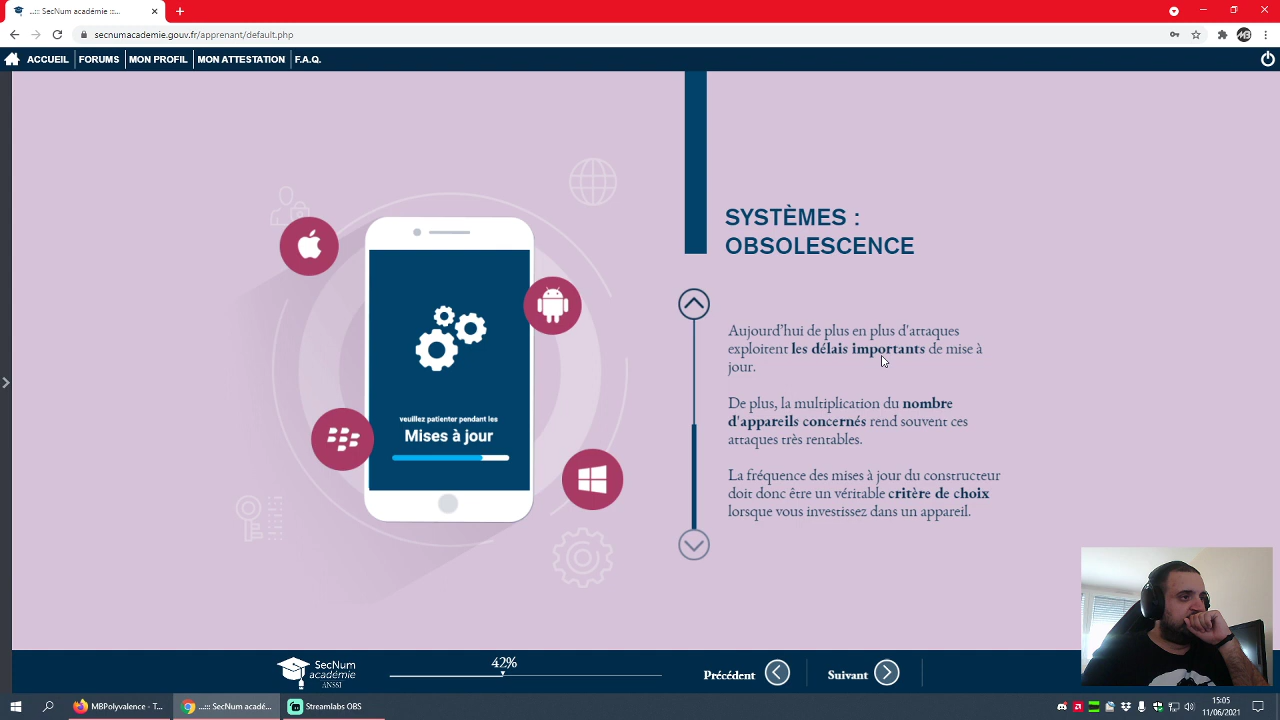 ..:: SecNum académie ::..
secnumacademie.gouv.fr/apprenant/default.php
ACCUEIL FORUMS MON PROFIL MON ATTESTATION F.A.Q.
SYSTÈMES :
OBSOLESCENCE
Aujourd'hui de plus en plus d'attaques
exploitent les délais importants de mise à
jour.
De plus, la multiplication du nombre
d'appareils concernés rend souvent ces
attaques très rentables.
La fréquence des mises à jour du constructeur
doit donc être un véritable critère de choix
lorsque vous investissez dans un appareil.
veuillez patienter pendant les
Mises à jour
SecNum
académie
ANSSI
42%
Précédent
Suivant
MBPolyvalence - T...
..:: SecNum acadé...
Streamlabs OBS
15:05
11/06/2021